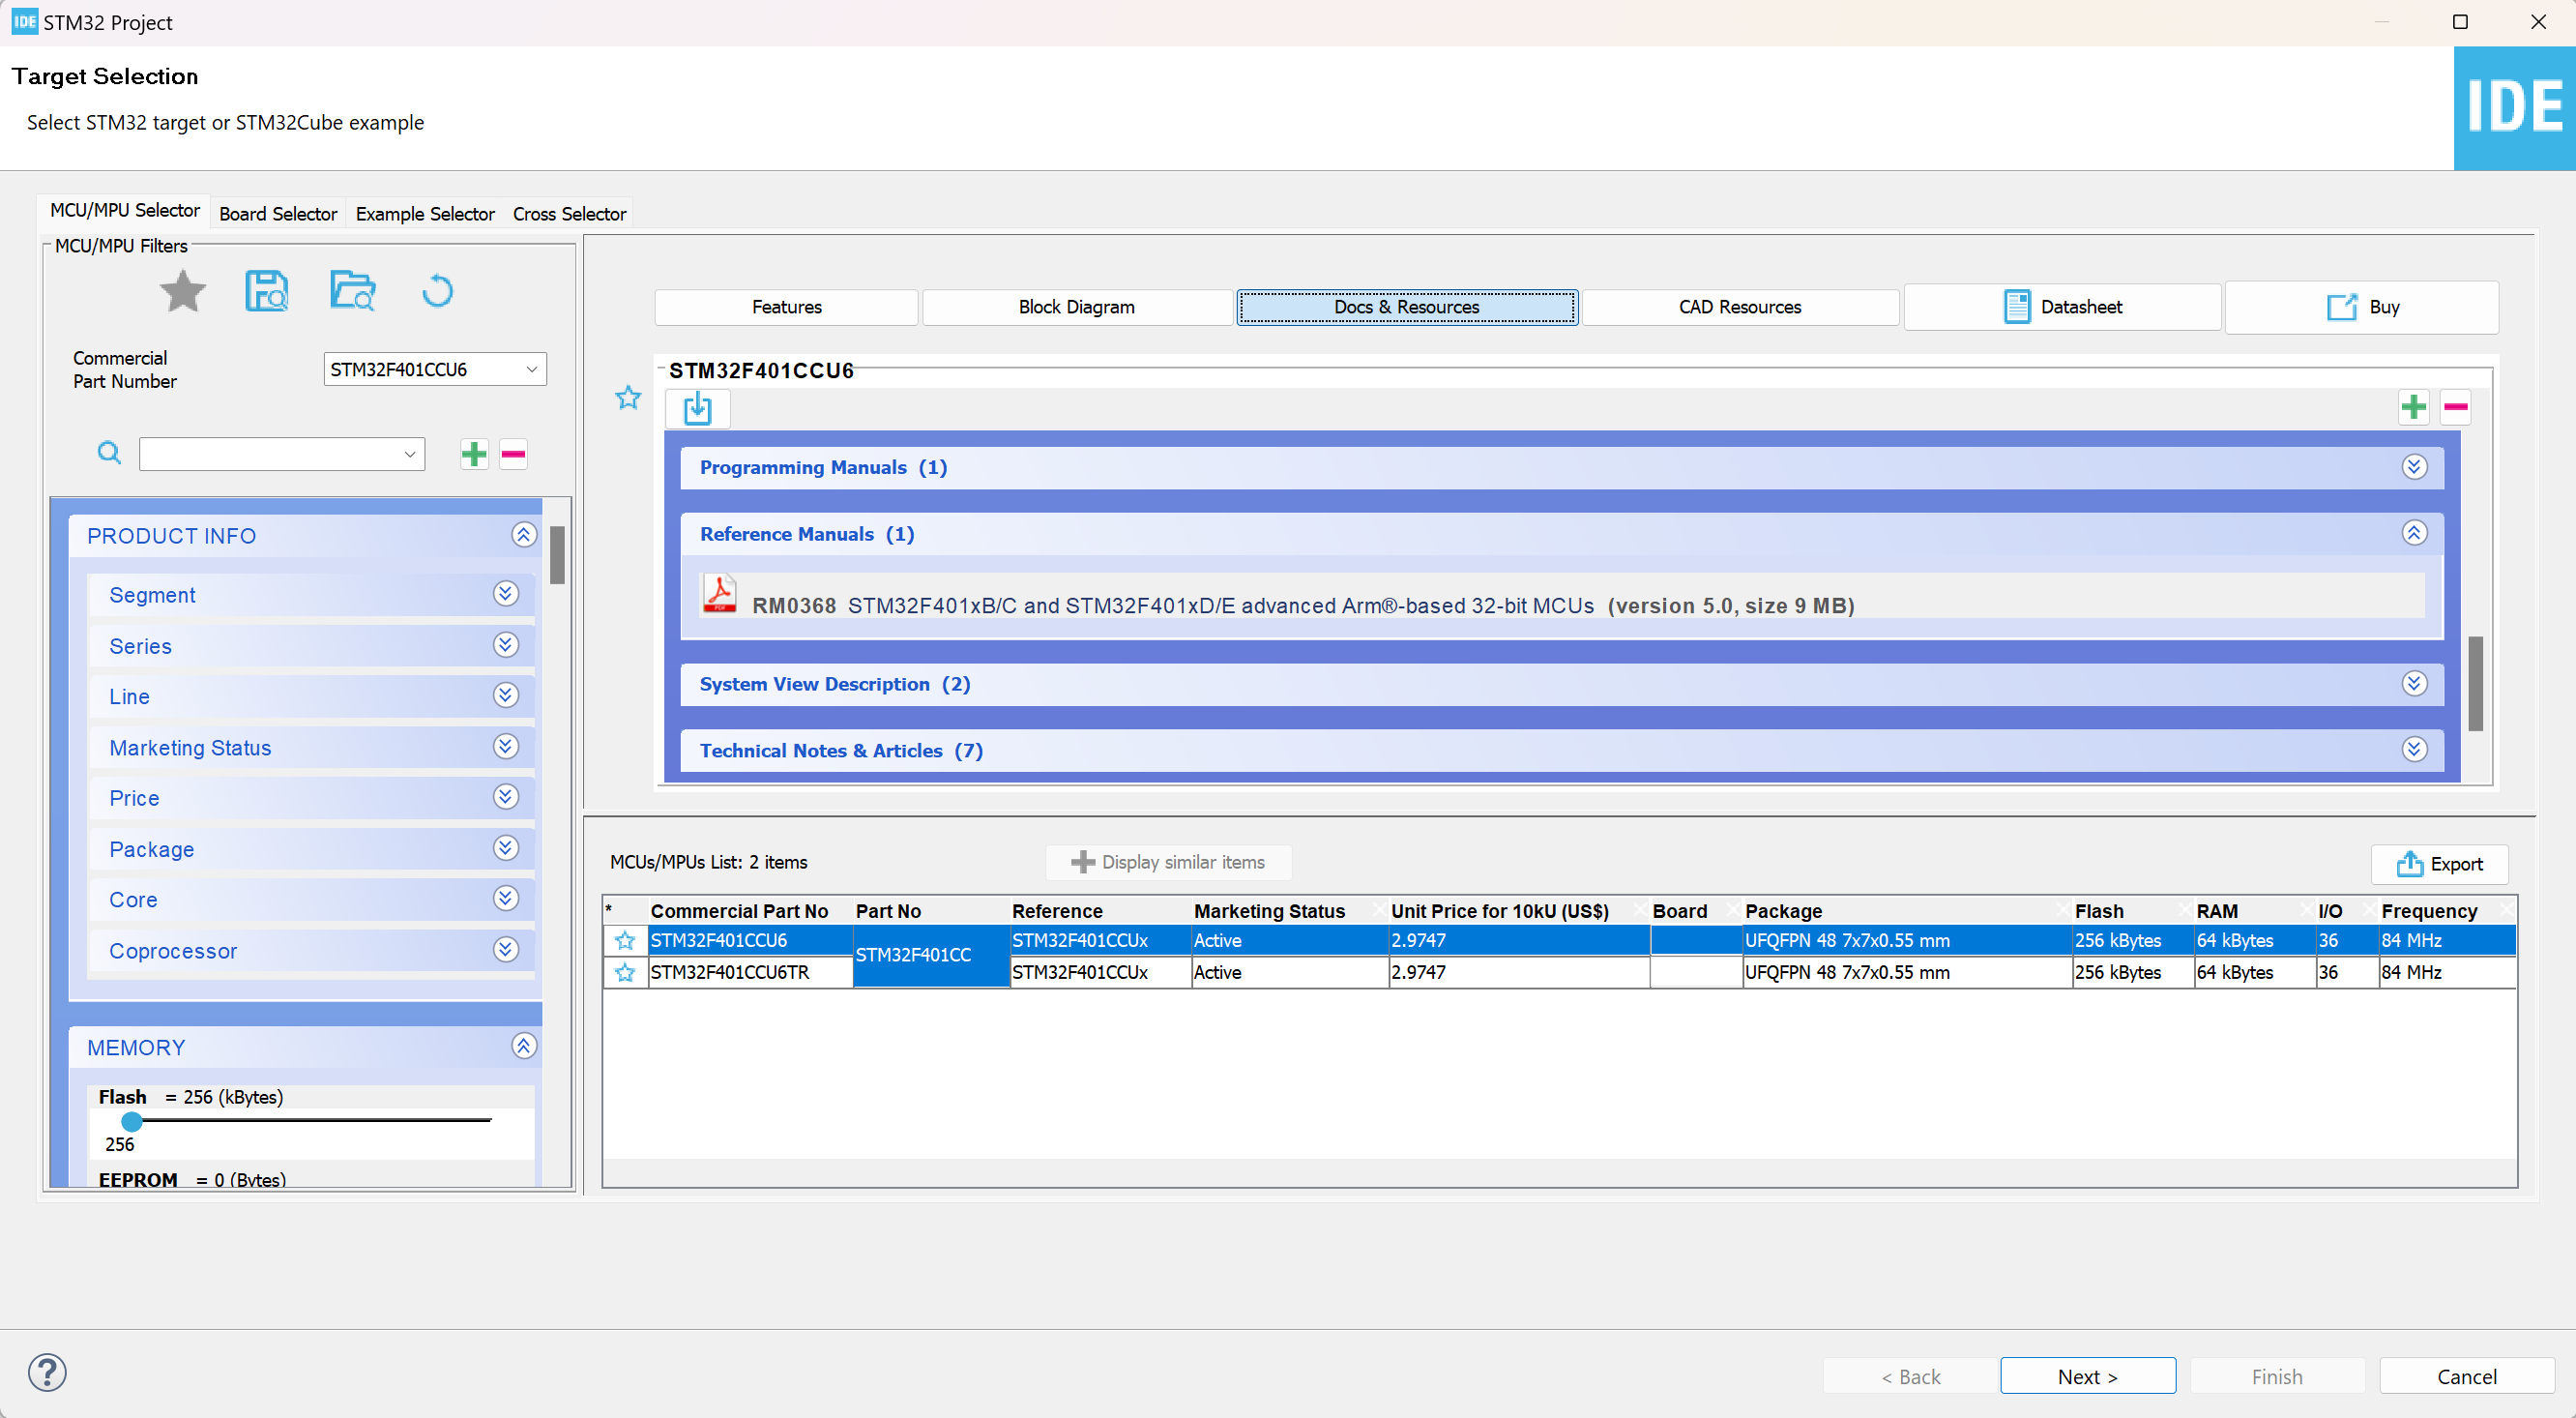 IDE STM32 Project
Target Selection
Select STM32 target or STM32Cube example
IDE
MCU/MPU Selector Board Selector Example Selector Cross Selector
MCU/MPU Filters
Commercial
Part Number
STM32F401CCU6
PRODUCT INFO
Segment
Series
Line
Marketing Status
Price
Package
Core
Coprocessor
MEMORY
Flash = 256 (kBytes)
256
EEPROM = 0 (Bytes)
Features Block Diagram Docs & Resources CAD Resources Datasheet Buy
STM32F401CCU6
Programming Manuals (1)
Reference Manuals (1)
PDF RM0368 STM32F401xB/C and STM32F401xD/E advanced Arm®-based 32-bit MCUs (version 5.0, size 9 MB)
System View Description (2)
Technical Notes & Articles (7)
MCUs/MPUs List: 2 items Display similar items Export
* Commercial Part No Part No Reference Marketing Status Unit Price for 10kU (US$) Board Package Flash RAM I/O Frequency
STM32F401CCU6 STM32F401CC STM32F401CCUx Active 2.9747 UFQFPN 48 7x7x0.55 mm 256 kBytes 64 kBytes 36 84 MHz
STM32F401CCU6TR STM32F401CCUx Active 2.9747 UFQFPN 48 7x7x0.55 mm 256 kBytes 64 kBytes 36 84 MHz
? < Back Next > Finish Cancel